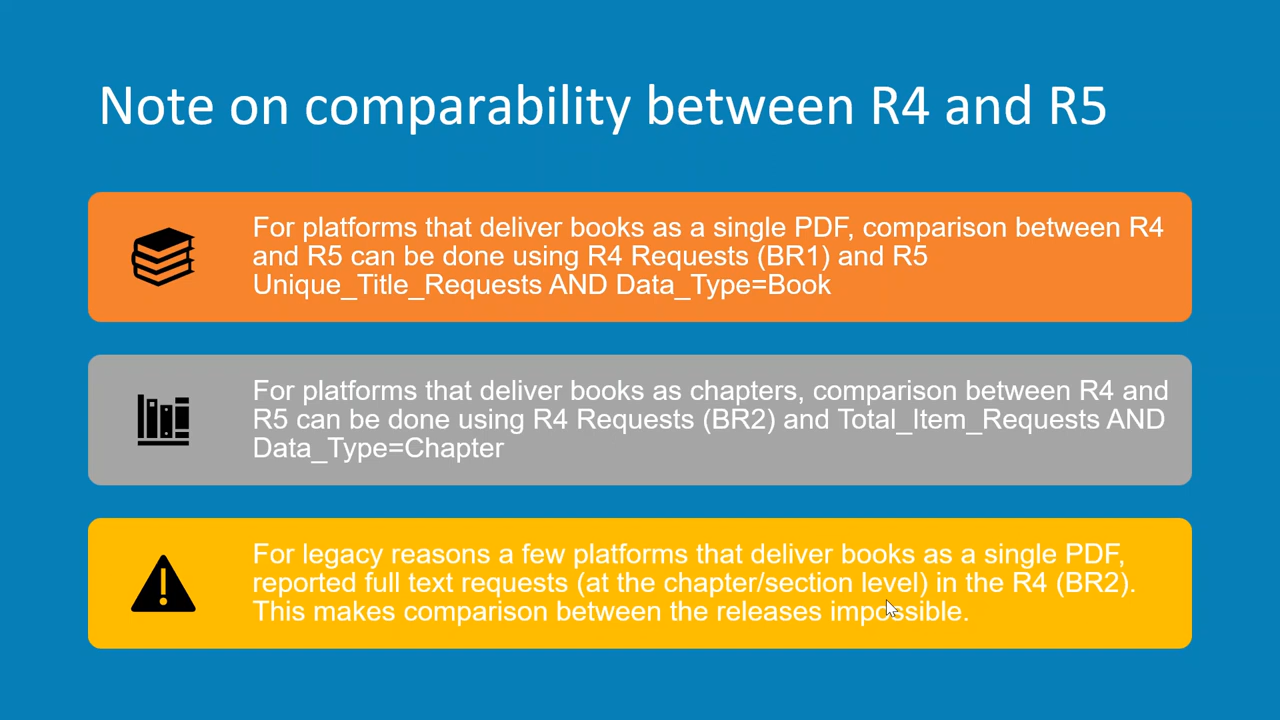 Note on comparability between R4 and R5
For platforms that deliver books as a single PDF, comparison between R4
and R5 can be done using R4 Requests (BR1) and R5
Unique_Title_Requests AND Data_Type=Book
For platforms that deliver books as chapters, comparison between R4 and
R5 can be done using R4 Requests (BR2) and Total_Item_Requests AND
Data_Type=Chapter
For legacy reasons a few platforms that deliver books as a single PDF,
reported full text requests (at the chapter/section level) in the R4 (BR2).
This makes comparison between the releases impossible.